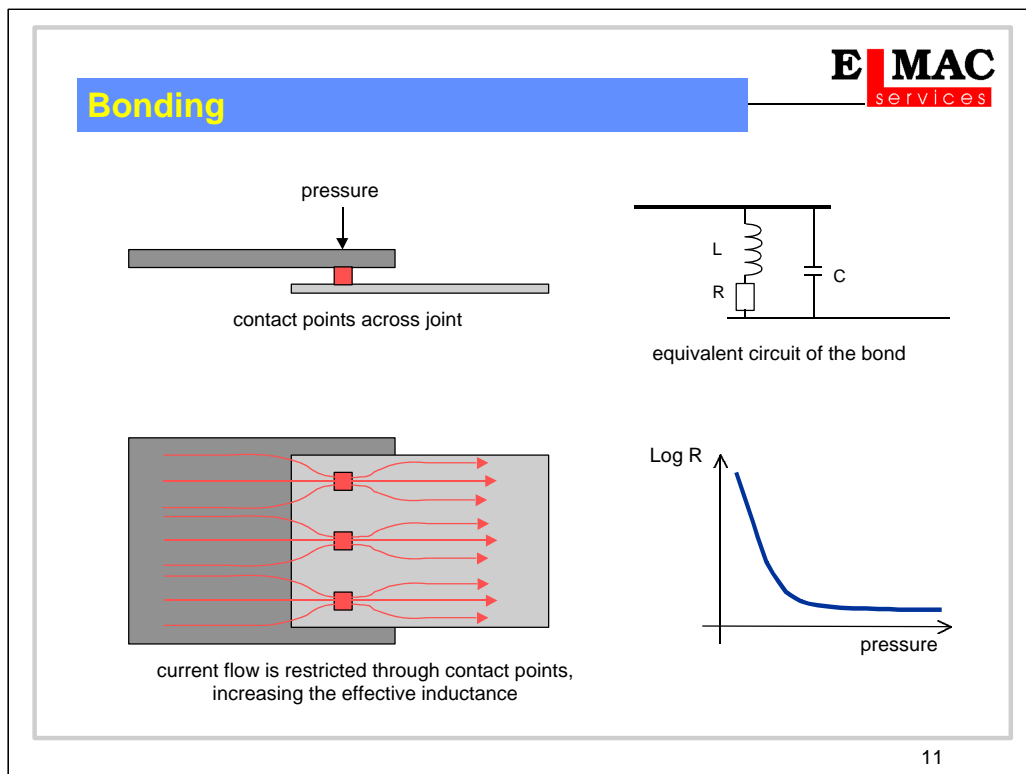 E MAC
services
Bonding
pressure
contact points across joint
L
R
C
equivalent circuit of the bond
current flow is restricted through contact points,
increasing the effective inductance
Log R
pressure
11